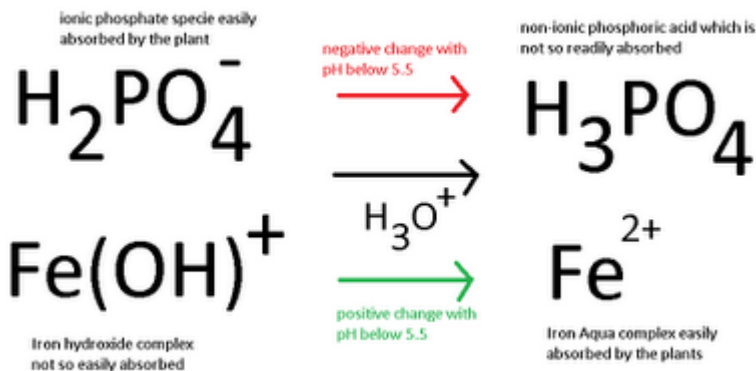 ionic phosphate specie easily
absorbed by the plant
H₂PO₄⁻
negative change with
pH below 5.5
non-ionic phosphoric acid which is
not so readily absorbed
H₃PO₄
H₃O⁺
Fe(OH)⁺
Iron hydroxide complex
not so easily absorbed
positive change with
pH below 5.5
Fe²⁺
Iron Aqua complex easily
absorbed by the plants